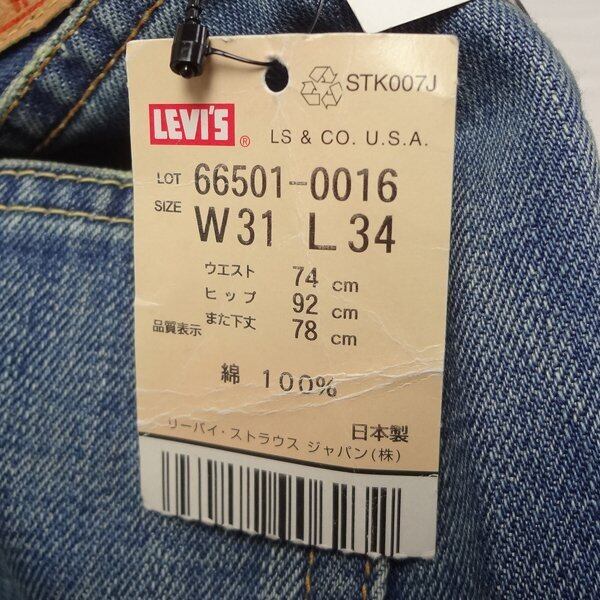 STK007J
LEVI'S ®
LS & CO. U.S.A.
LOT 66501-0016
SIZE W31 L34
ウエスト 74 cm
ヒップ 92 cm
品質表示 また下丈 78 cm
綿 100%
日本製
リーバイ・ストラウス ジャパン(株)